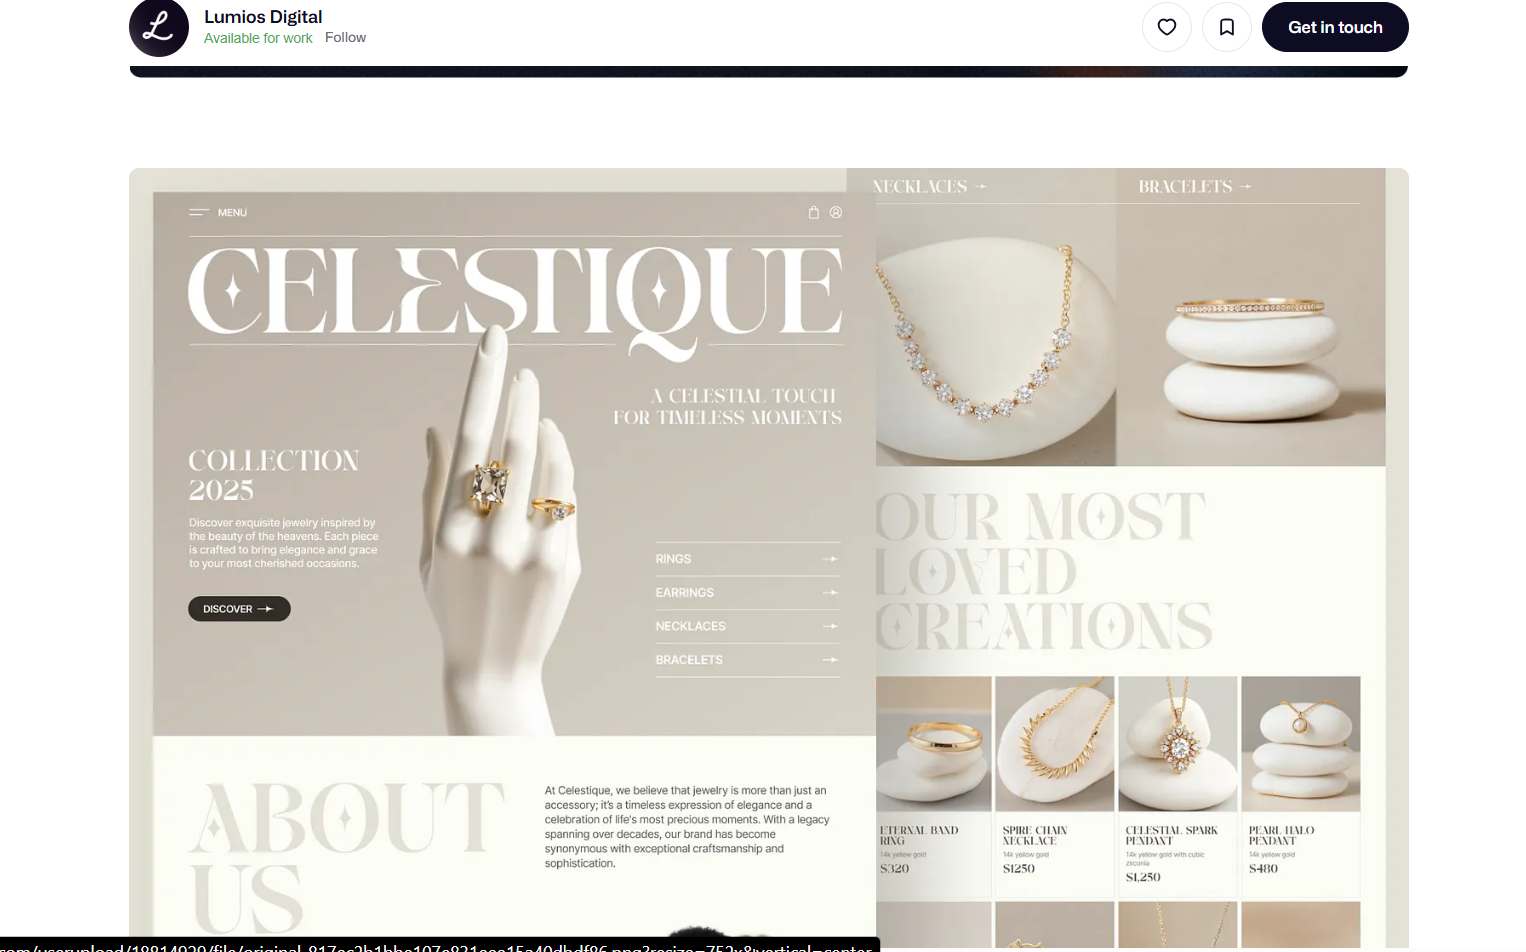 Lumios Digital
Available for work Follow
Get in touch
MENU
CELESTIQUE
A CELESTIAL TOUCH
FOR TIMELESS MOMENTS
COLLECTION
2025
Discover exquisite jewelry inspired by
the beauty of the heavens. Each piece
is crafted to bring elegance and grace
to your most cherished occasions.
DISCOVER
RINGS
EARRINGS
NECKLACES
BRACELETS
ABOUT
US
At Celestique, we believe that jewelry is more than just an
accessory; it's a timeless expression of elegance and a
celebration of life's most precious moments. With a legacy
spanning over decades, our brand has become
synonymous with exceptional craftsmanship and
sophistication.
NECKLACES
BRACELETS
OUR MOST
LOVED
CREATIONS
ETERNAL BAND
RING
14k yellow gold
$320
SPIRE CHAIN
NECKLACE
14k yellow gold
$1250
CELESTIAL SPARK
PENDANT
14k yellow gold with cubic
zirconia
$1,250
PEARL HALO
PENDANT
14k yellow gold
$480